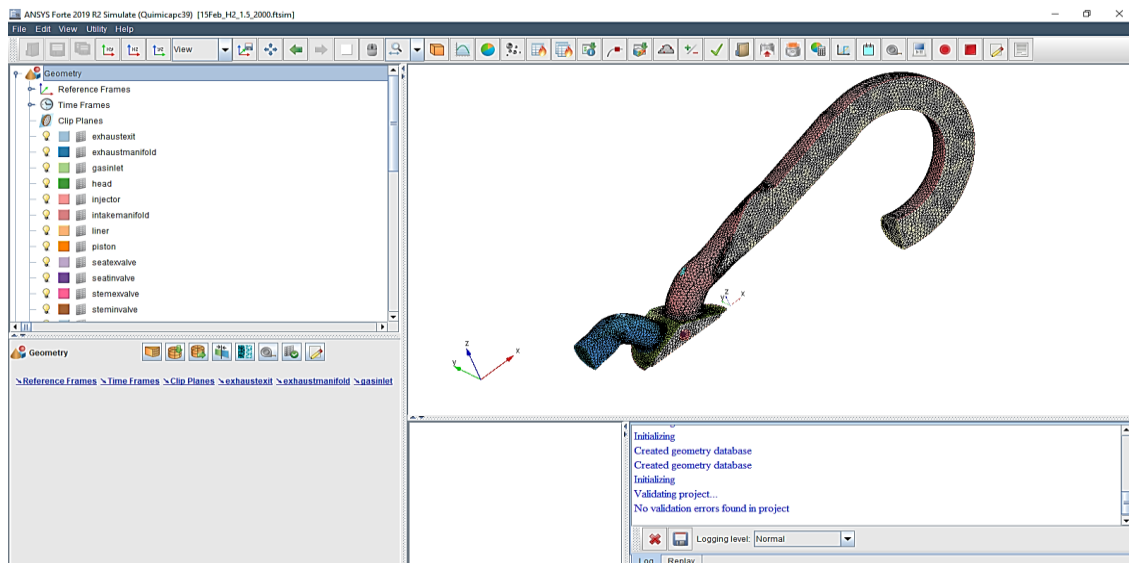 ANSYS Forte 2019 R2 Simulate (Quimicapc39) [15Feb_H2_1.5_2000.ftsim]
File Edit View Utility Help
View
Geometry
Reference Frames
Time Frames
Clip Planes
exhaustexit
exhaustmanifold
gasinlet
head
injector
intakemanifold
liner
piston
seatexvalve
seatinvalve
stemexvalve
steminvalve
Geometry
Reference Frames Time Frames Clip Planes exhaustexit exhaustmanifold gasinlet
z
x
y
z
x
Initializing
Created geometry database
Created geometry database
Initializing
Validating project...
No validation errors found in project
Logging level: Normal
Log Replay